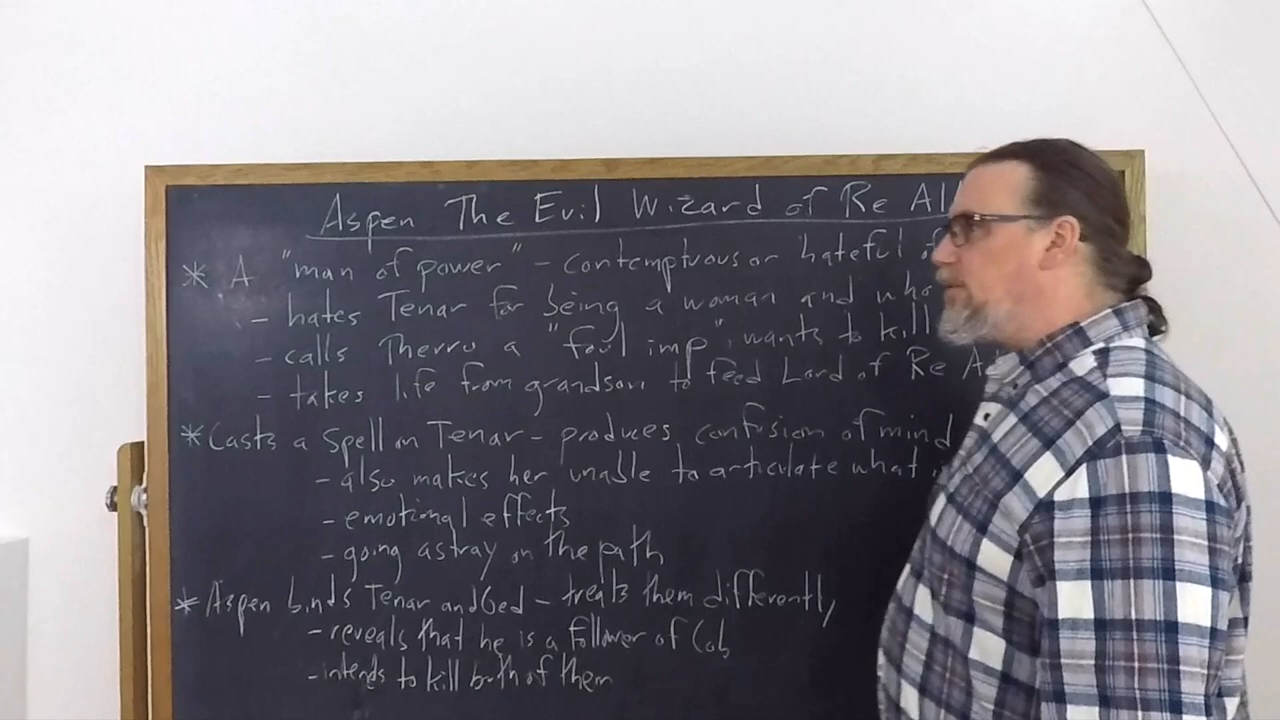 Aspen The Evil Wizard of Re Al
* A "man of power" - contemptuous or hateful of
- hates Tenar for being a woman and who
- calls Therru a "foul imp", wants to kill
- takes life from grandson to feed Lord of Re A
* Casts a Spell on Tenar - produces confusion of mind
- also makes her unable to articulate what
- emotional effects
- going astray on the path
* Aspen binds Tenar and Ged - treats them differently
- reveals that he is a follower of Cob
- intends to kill both of them